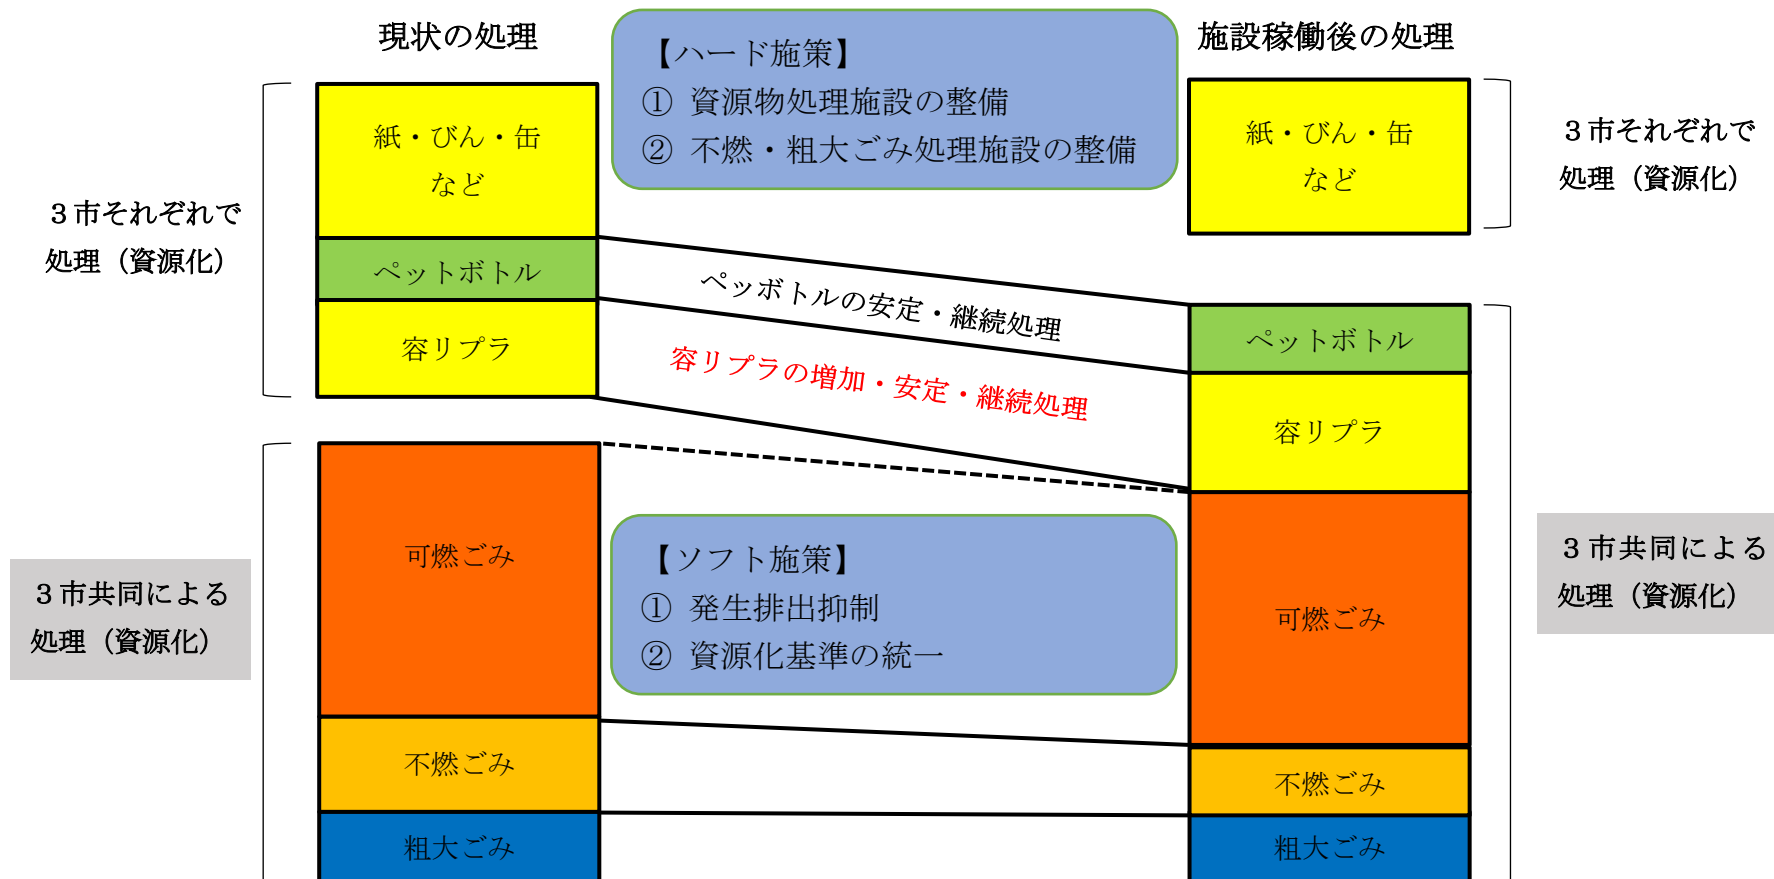 現状の処理
【ハード施策】
① 資源物処理施設の整備
② 不燃・粗大ごみ処理施設の整備
施設稼働後の処理
3市それぞれで
処理（資源化）
紙・びん・缶
など
ペットボトル
容リプラ
ペッボトルの安定・継続処理
容リプラの増加・安定・継続処理
紙・びん・缶
など
3市それぞれで
処理（資源化）
ペットボトル
容リプラ
3市共同による
処理（資源化）
可燃ごみ
不燃ごみ
粗大ごみ
【ソフト施策】
① 発生排出抑制
② 資源化基準の統一
可燃ごみ
不燃ごみ
粗大ごみ
3市共同による
処理（資源化）